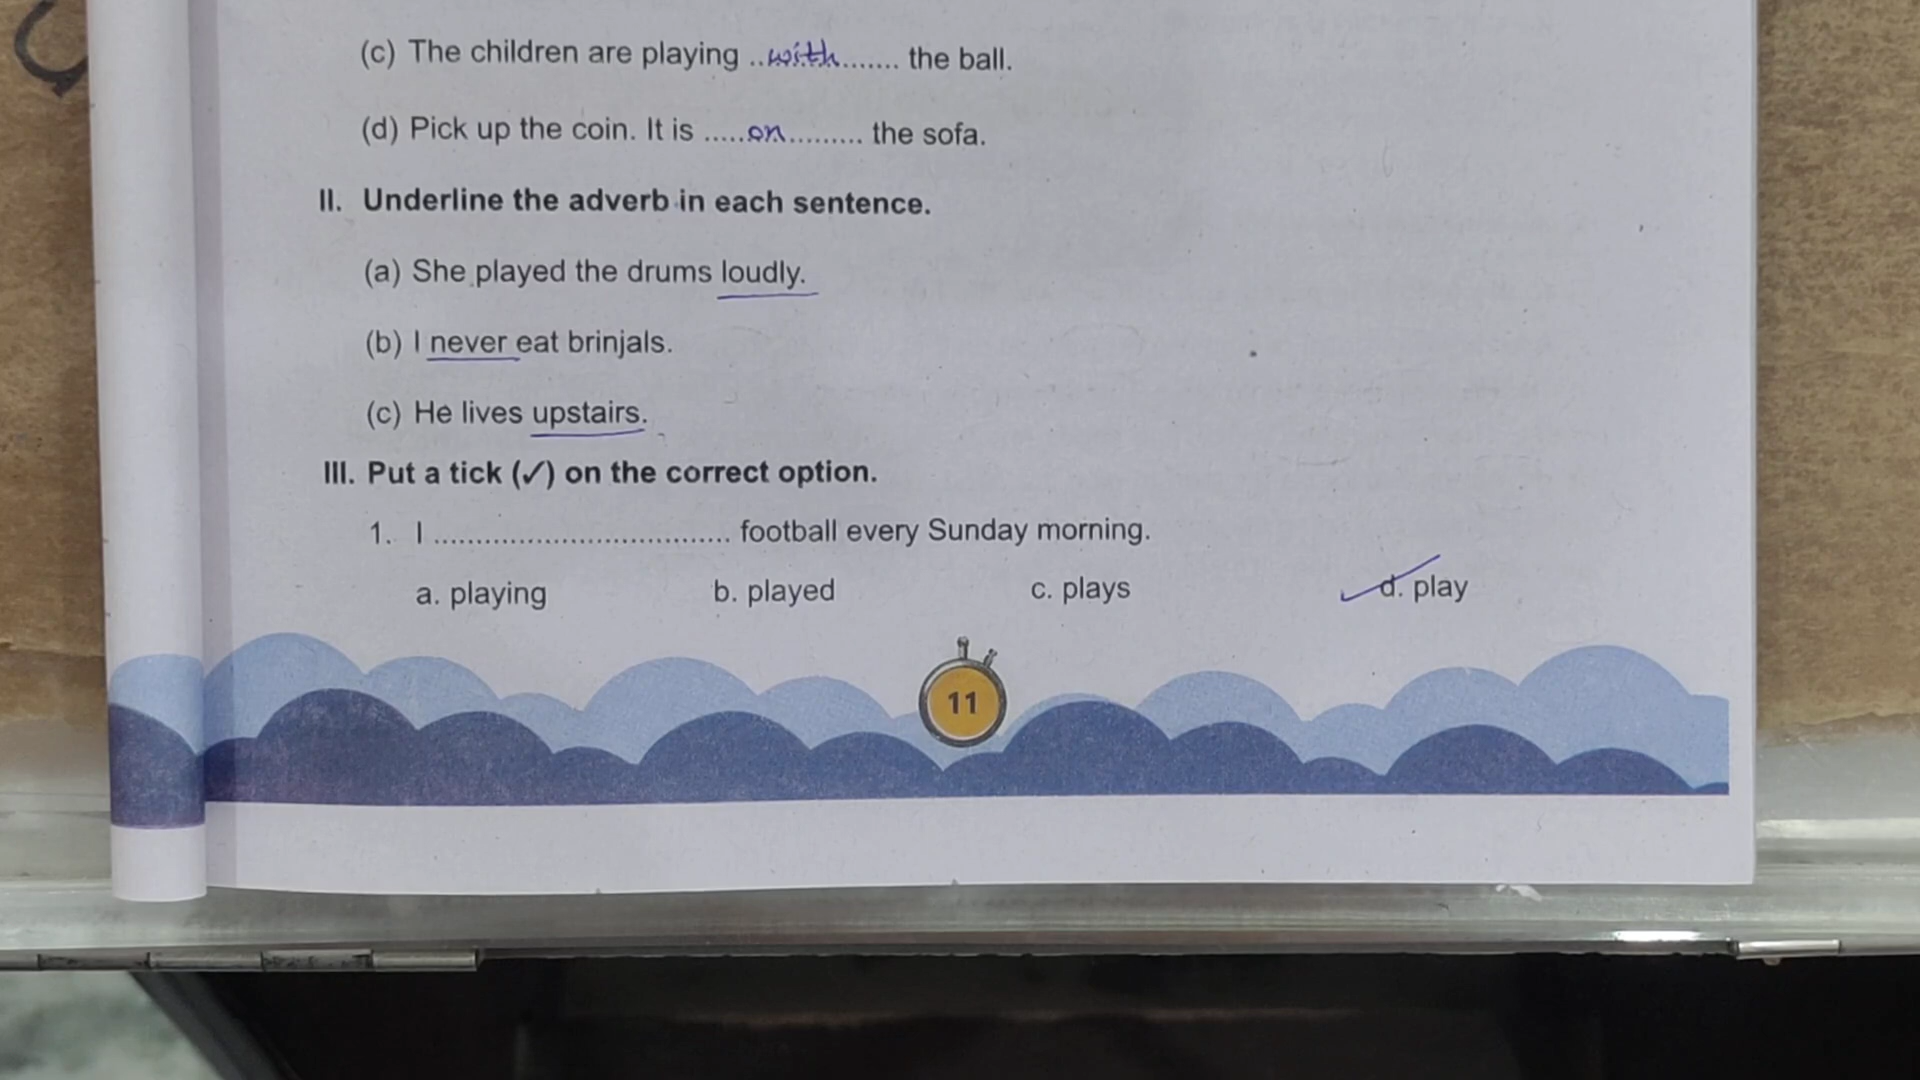 (c) The children are playing ..with....... the ball.
(d) Pick up the coin. It is .....on......... the sofa.
II. Underline the adverb in each sentence.
(a) She played the drums loudly.
(b) I never eat brinjals.
(c) He lives upstairs.
III. Put a tick (✓) on the correct option.
1. I .................................... football every Sunday morning.
a. playing b. played c. plays ✓d. play
11